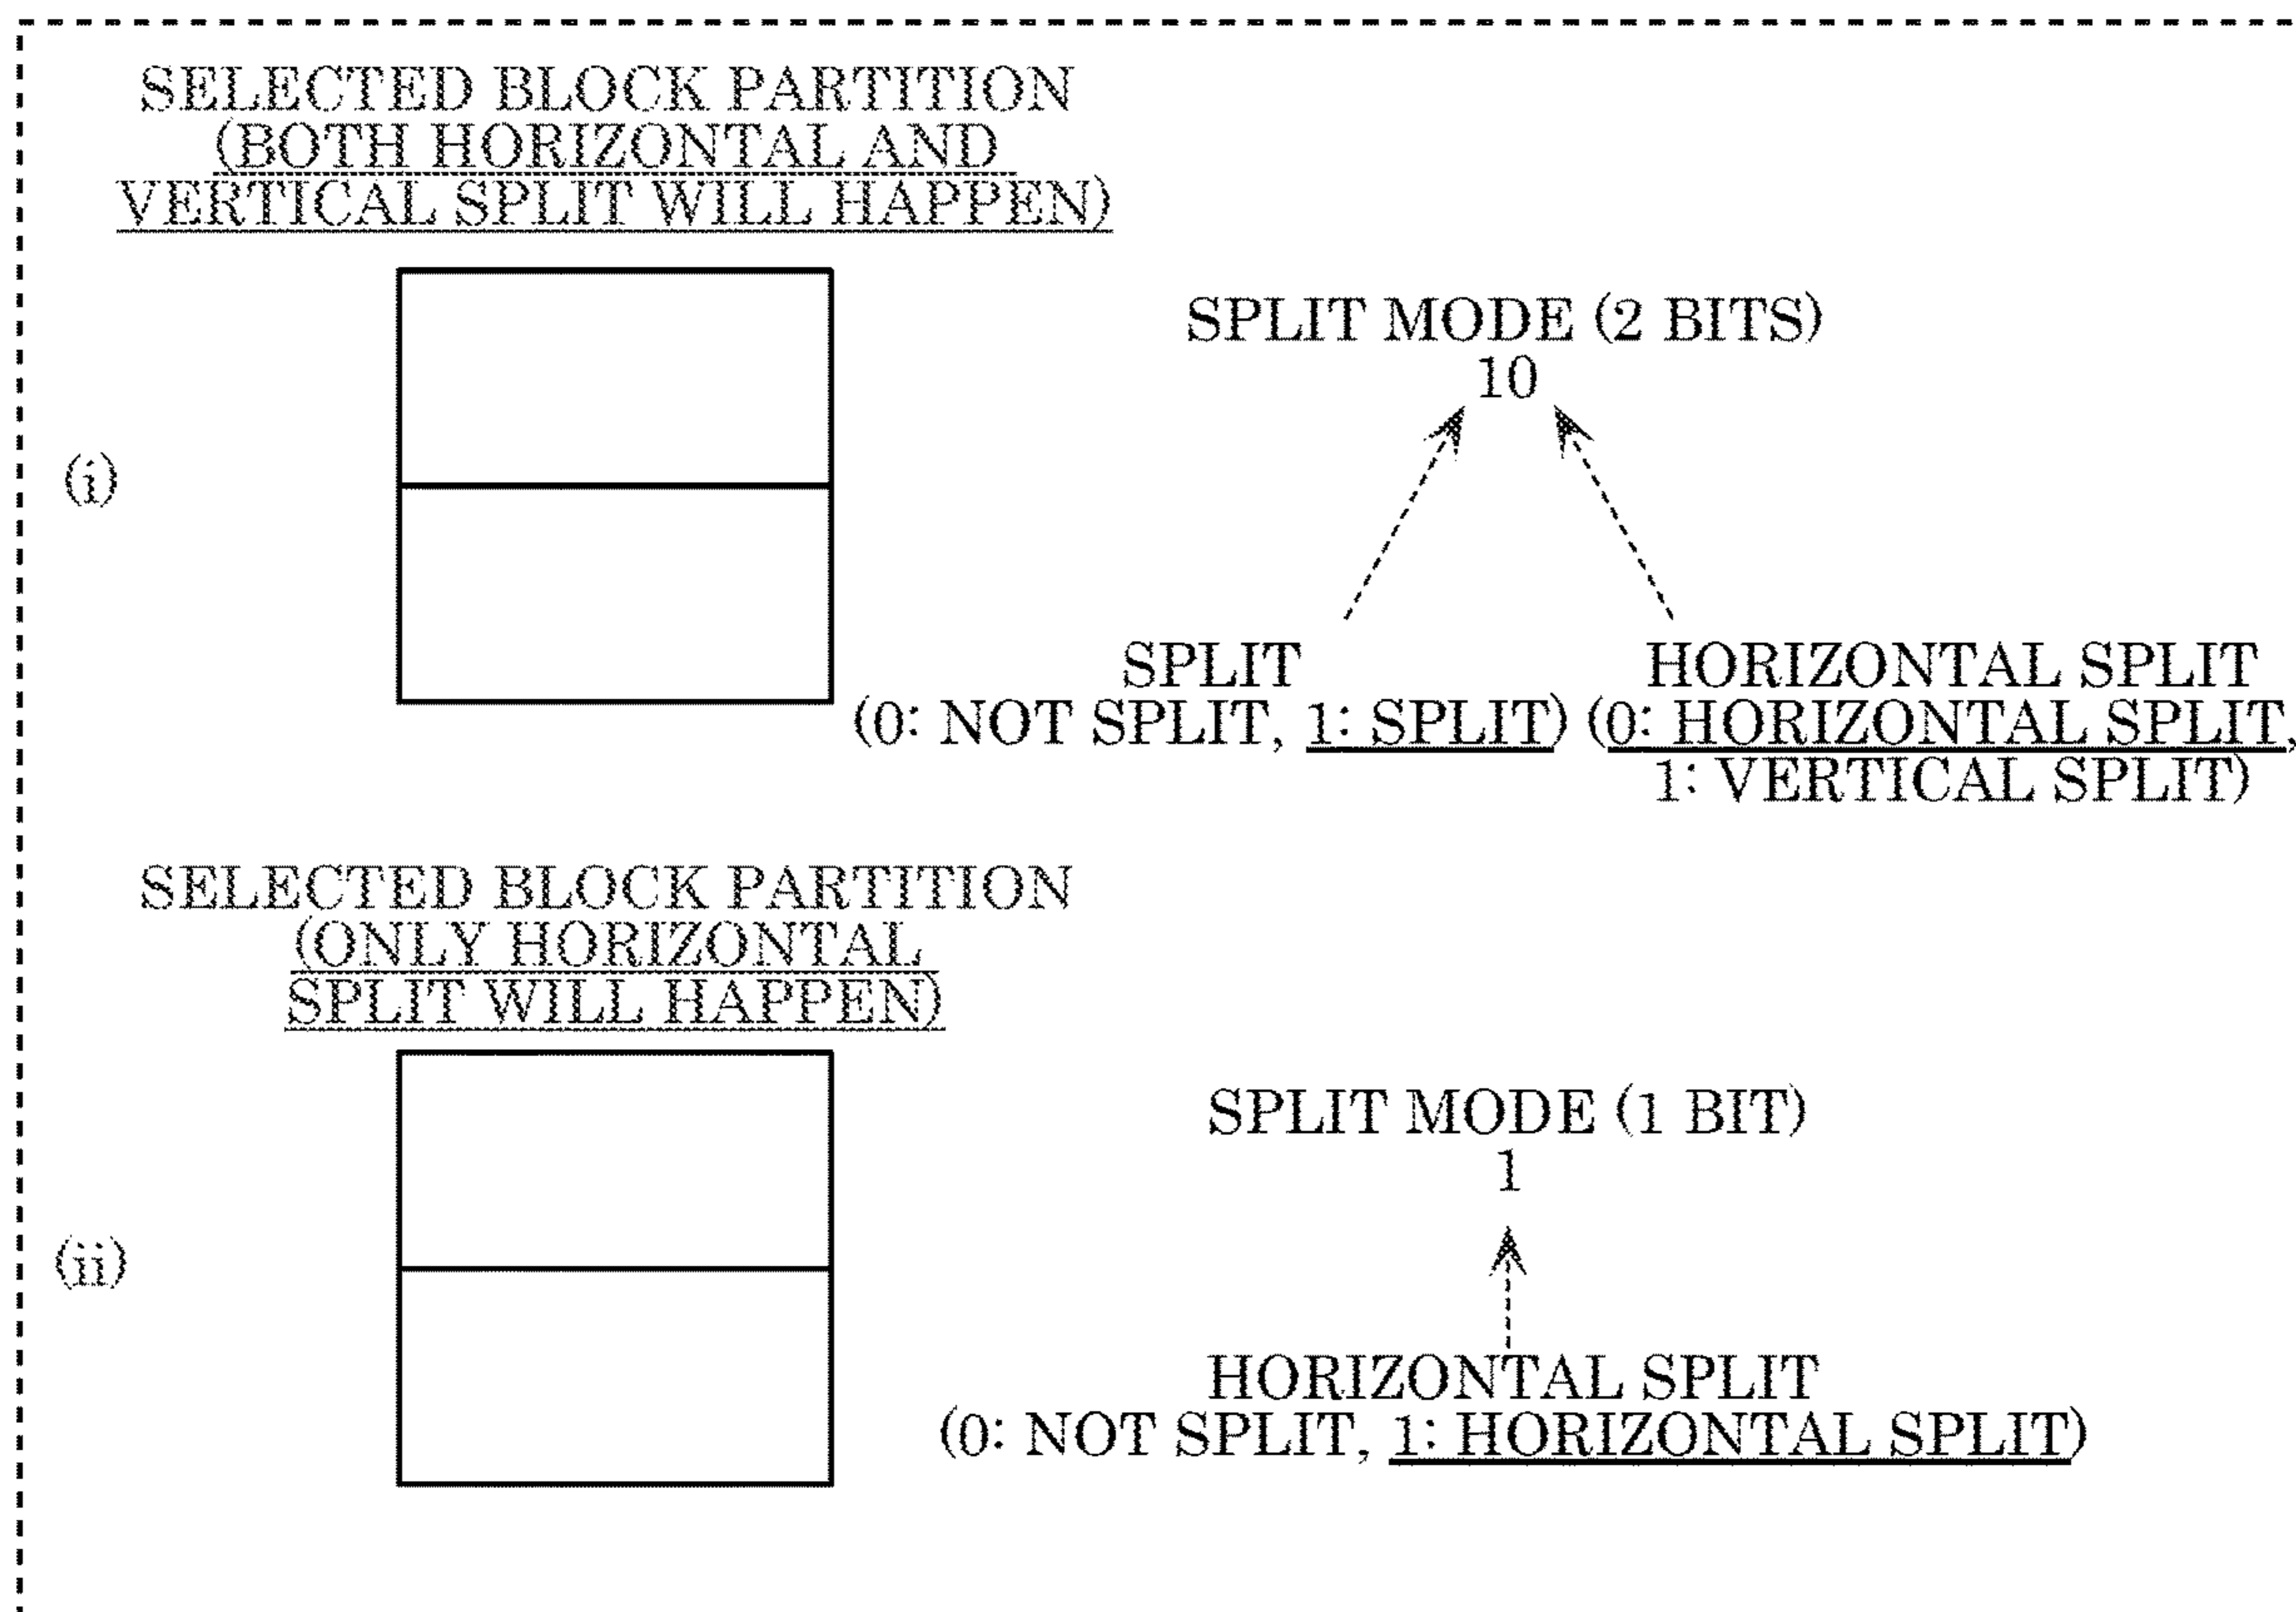 SELECTED BLOCK PARTITION
(BOTH HORIZONTAL AND
VERTICAL SPLIT WILL HAPPEN)
(i)
SPLIT MODE (2 BITS)
10
SPLIT
(0: NOT SPLIT, 1: SPLIT)
HORIZONTAL SPLIT
(0: HORIZONTAL SPLIT,
1: VERTICAL SPLIT)
SELECTED BLOCK PARTITION
(ONLY HORIZONTAL
SPLIT WILL HAPPEN)
(ii)
SPLIT MODE (1 BIT)
1
HORIZONTAL SPLIT
(0: NOT SPLIT, 1: HORIZONTAL SPLIT)